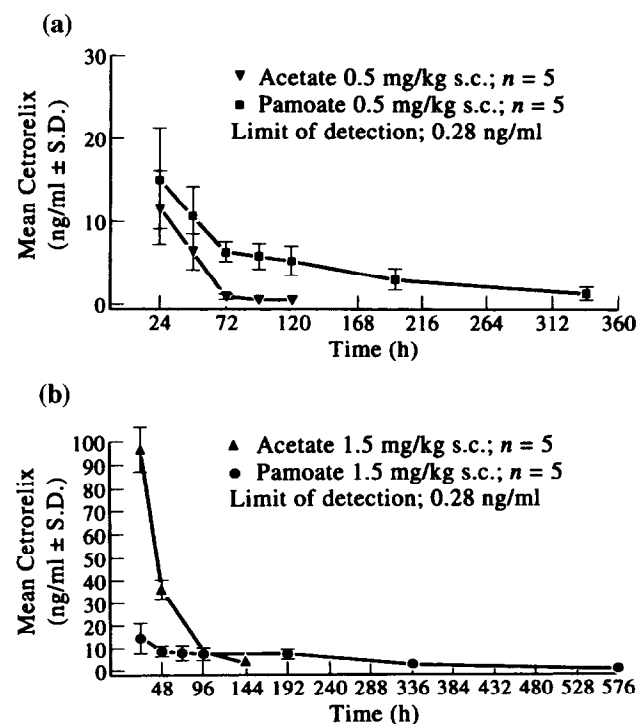 (a)
30
20
10
0
Mean Cetrorelix
(ng/ml ± S.D.)
▼ Acetate 0.5 mg/kg s.c.; n = 5
■ Pamoate 0.5 mg/kg s.c.; n = 5
Limit of detection; 0.28 ng/ml
24 72 120 168 216 264 312 360
Time (h)
(b)
100
90
80
70
60
50
40
30
20
10
0
Mean Cetrorelix
(ng/ml ± S.D.)
▲ Acetate 1.5 mg/kg s.c.; n = 5
● Pamoate 1.5 mg/kg s.c.; n = 5
Limit of detection; 0.28 ng/ml
48 96 144 192 240 288 336 384 432 480 528 576
Time (h)